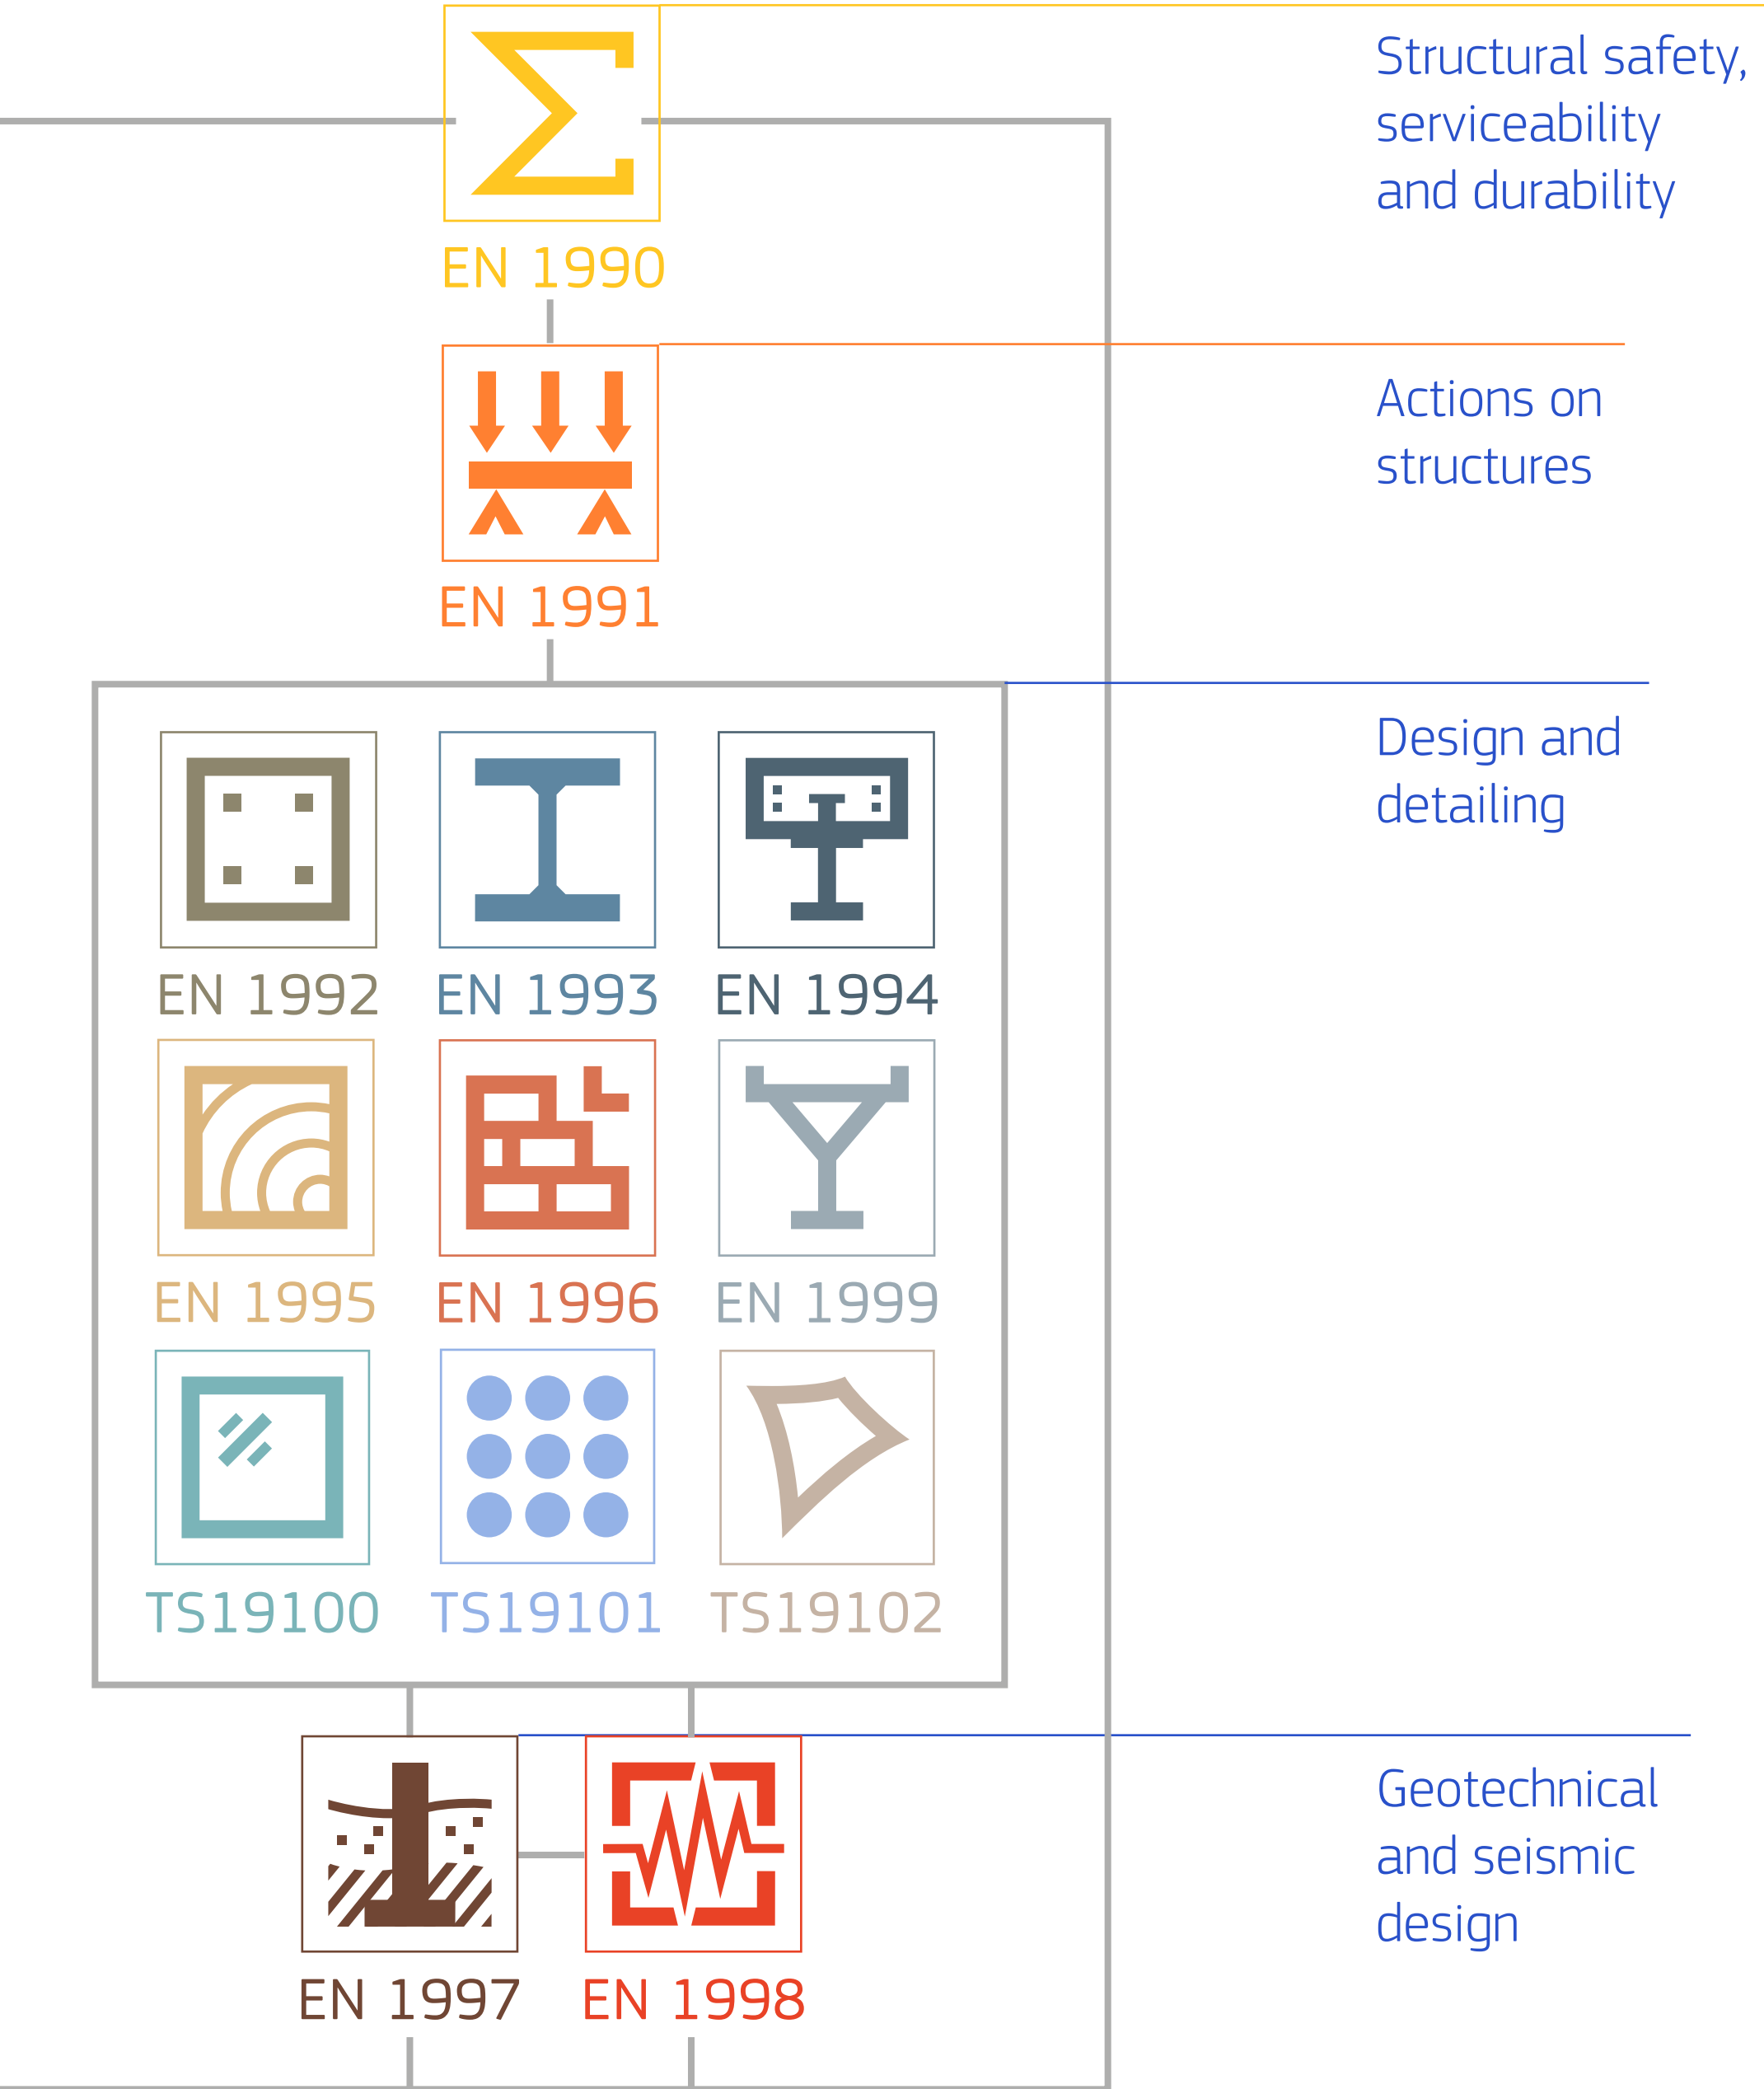 Structural safety,
serviceability
and durability
EN 1990
Actions on
structures
EN 1991
Design and
detailing
EN 1992 EN 1993 EN 1994
EN 1995 EN 1996 EN 1999
TS19100 TS19101 TS19102
Geotechnical
and seismic
design
EN 1997 EN 1998